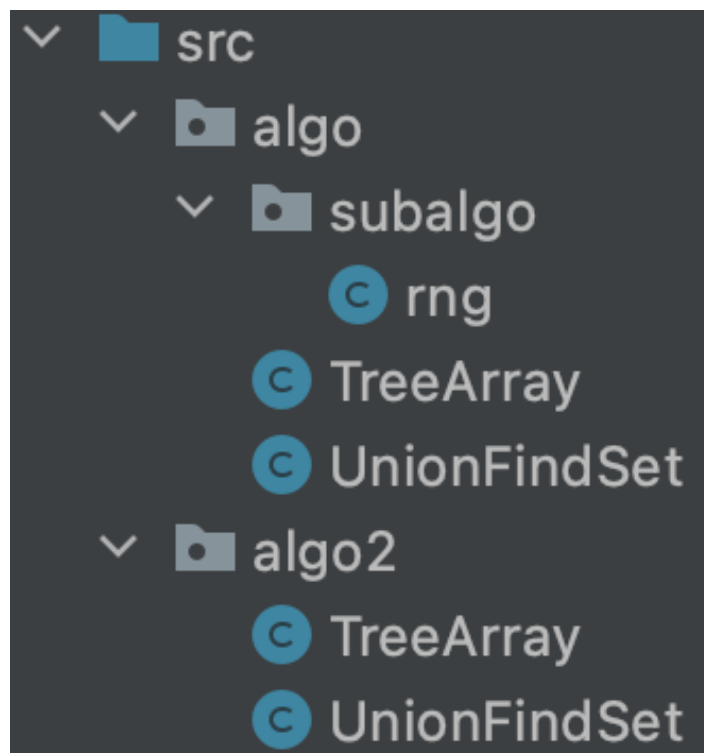 src
algo
subalgo
C rng
C TreeArray
C UnionFindSet
algo2
C TreeArray
C UnionFindSet